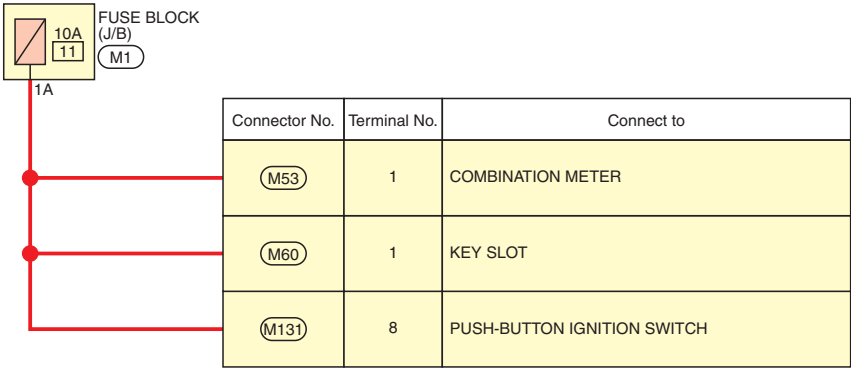 FUSE BLOCK
10A (J/B)
11 M1
1A
Connector No. Terminal No. Connect to
M53 1 COMBINATION METER
M60 1 KEY SLOT
M131 8 PUSH-BUTTON IGNITION SWITCH